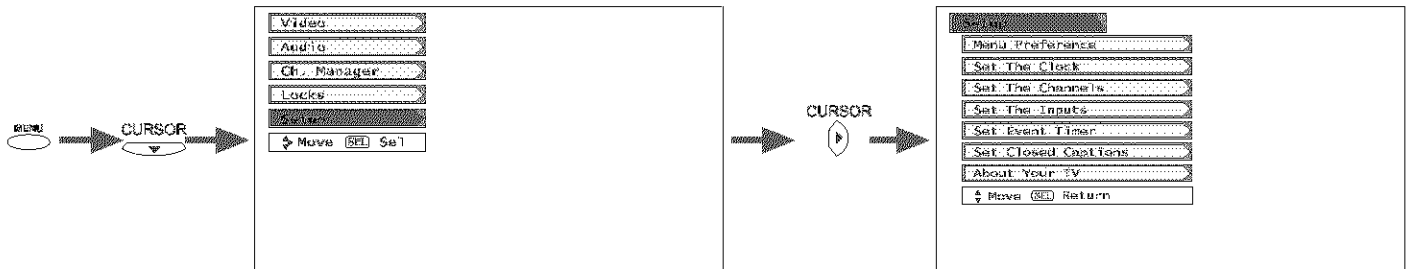 MENU
CURSOR
Video
Audio
Ch. Manager
Locks
Setup
Move SEL Sel
CURSOR
Setup
Menu Preference
Set The Clock
Set The Channels
Set The Inputs
Set Event Timer
Set Closed Captions
About Your TV
Move SEL Return